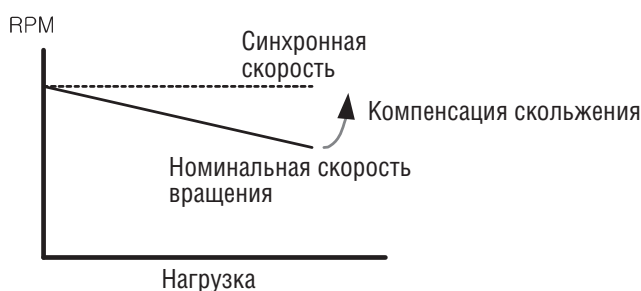 RPM
Синхронная
скорость
Компенсация скольжения
Номинальная скорость
вращения
Нагрузка